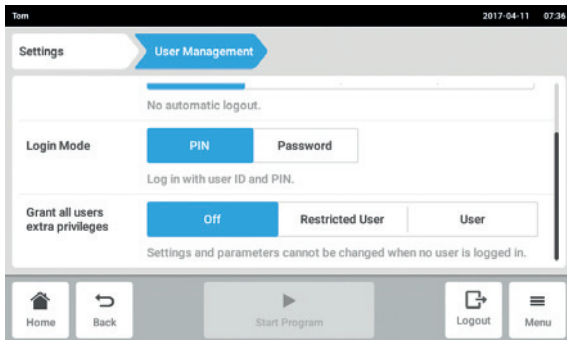 Tom 2017-04-11 07:36
Settings User Management
No automatic logout.
Login Mode PIN Password
Log in with user ID and PIN.
Grant all users
extra privileges
Off Restricted User User
Settings and parameters cannot be changed when no user is logged in.
Home Back Start Program Logout Menu